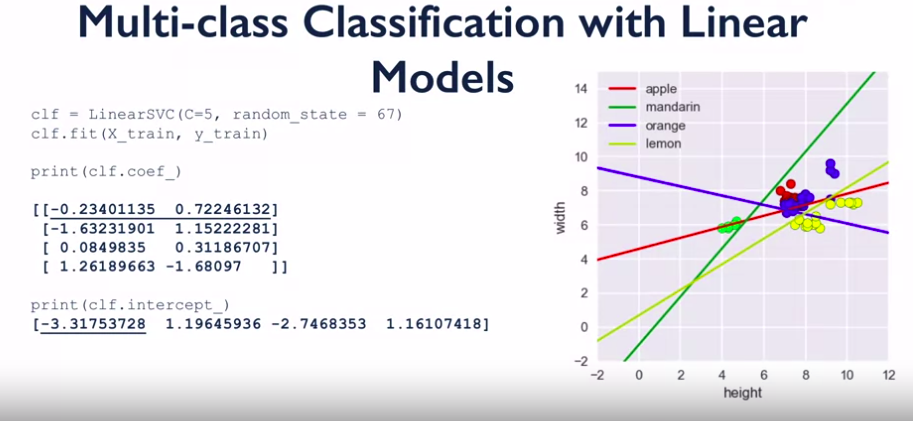 Multi-class Classification with Linear
Models
clf = LinearSVC(C=5, random_state = 67)
clf.fit(X_train, y_train)
print(clf.coef_)
[[-0.23401135 0.72246132]
[-1.63231901 1.15222281]
[ 0.0849835 0.31186707]
[ 1.26189663 -1.68097 ]]
print(clf.intercept_)
[-3.31753728 1.19645936 -2.7468353 1.16107418]
apple
mandarin
orange
lemon
14
12
10
8
6
4
2
0
−2
width
−2 0 2 4 6 8 10 12
height